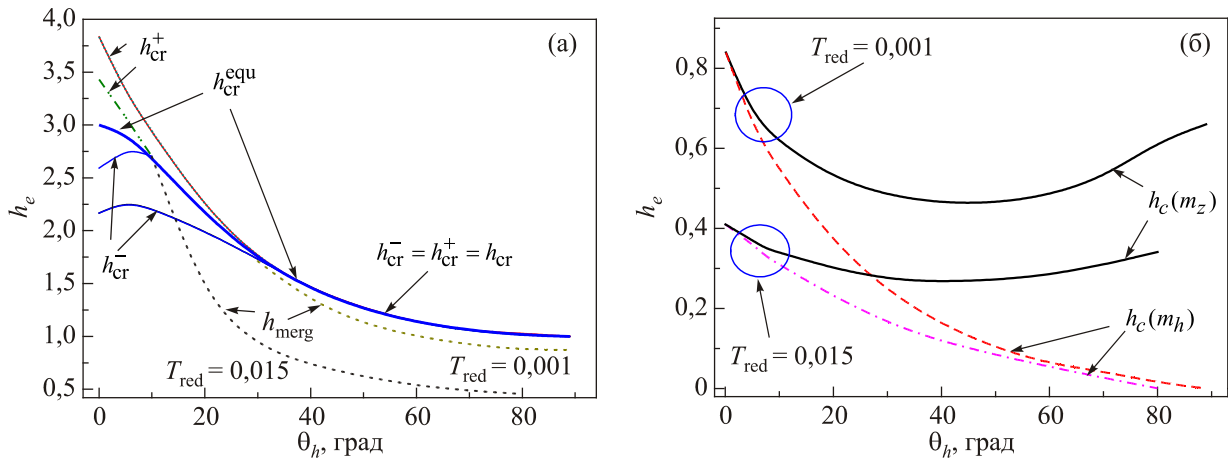 (а)
4,0
3,5
3,0
2,5
2,0
1,5
1,0
0,5
h_e
h_cr^+
h_cr^equ
h_cr^-
h_cr^- = h_cr^+ = h_cr
h_merg
T_red = 0,015
T_red = 0,001
0 20 40 60 80
θ_h, град
(б)
0,8
0,6
0,4
0,2
0
h_e
T_red = 0,001
h_c(m_z)
T_red = 0,015
h_c(m_h)
0 20 40 60 80
θ_h, град